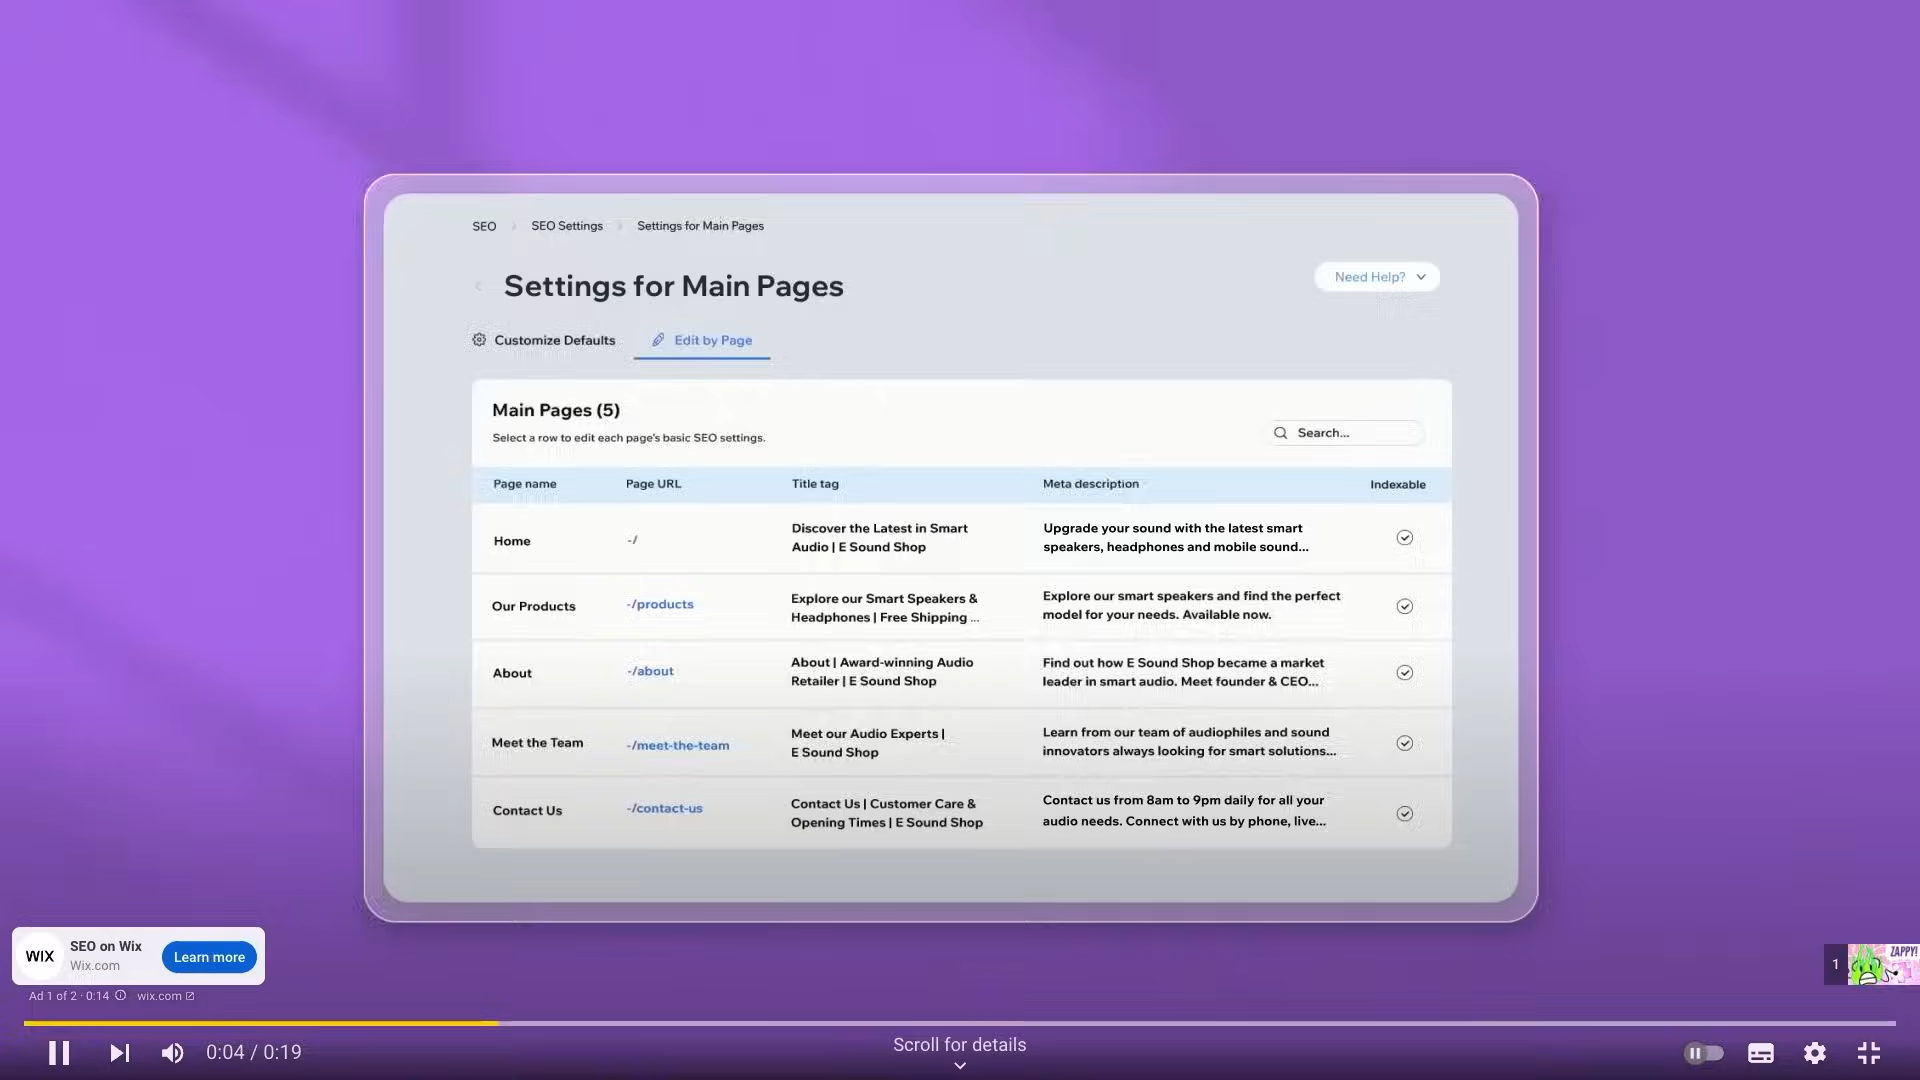 SEO > SEO Settings > Settings for Main Pages
Settings for Main Pages
Need Help?
Customize Defaults
Edit by Page
Main Pages (5)
Select a row to edit each page's basic SEO settings.
Search...
Page name Page URL Title tag Meta description Indexable
Home -/
Discover the Latest in Smart
Audio | E Sound Shop
Upgrade your sound with the latest smart
speakers, headphones and mobile sound...
Our Products -/products
Explore our Smart Speakers &
Headphones | Free Shipping ...
Explore our smart speakers and find the perfect
model for your needs. Available now.
About -/about
About | Award-winning Audio
Retailer | E Sound Shop
Find out how E Sound Shop became a market
leader in smart audio. Meet founder & CEO...
Meet the Team -/meet-the-team
Meet our Audio Experts |
E Sound Shop
Learn from our team of audiophiles and sound
innovators always looking for smart solutions...
Contact Us -/contact-us
Contact Us | Customer Care &
Opening Times | E Sound Shop
Contact us from 8am to 9pm daily for all your
audio needs. Connect with us by phone, live...
WIX
SEO on Wix
Wix.com
Learn more
Ad 1 of 2 · 0:14 wix.com
1
ZAPPY!
0:04 / 0:19
Scroll for details